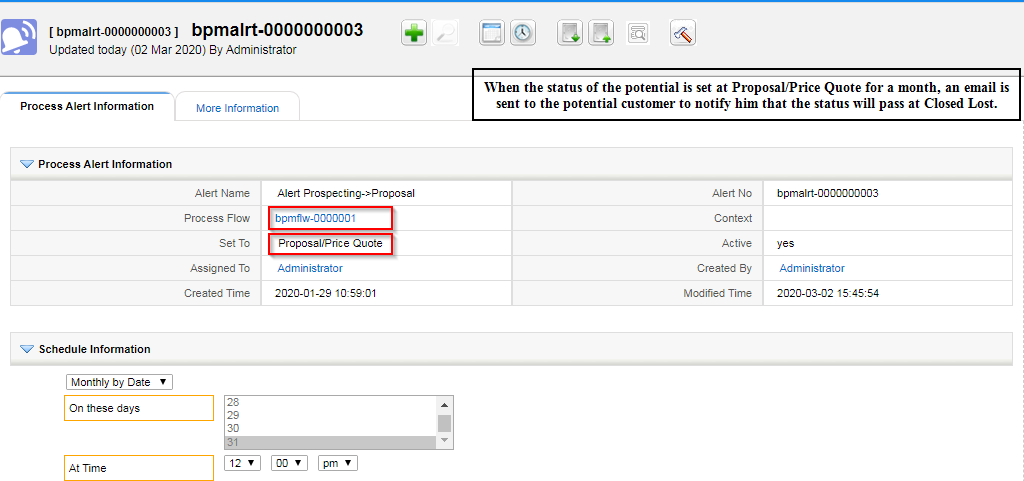 [ bpmalrt-0000000003 ] bpmalrt-0000000003
Updated today (02 Mar 2020) By Administrator
When the status of the potential is set at Proposal/Price Quote for a month, an email is
sent to the potential customer to notify him that the status will pass at Closed Lost.
Process Alert Information More Information
Process Alert Information
Alert Name Alert Prospecting->Proposal Alert No bpmalrt-0000000003
Process Flow bpmflw-0000001 Context
Set To Proposal/Price Quote Active yes
Assigned To Administrator Created By Administrator
Created Time 2020-01-29 10:59:01 Modified Time 2020-03-02 15:45:54
Schedule Information
Monthly by Date
On these days
28
29
30
31
At Time 12 00 pm